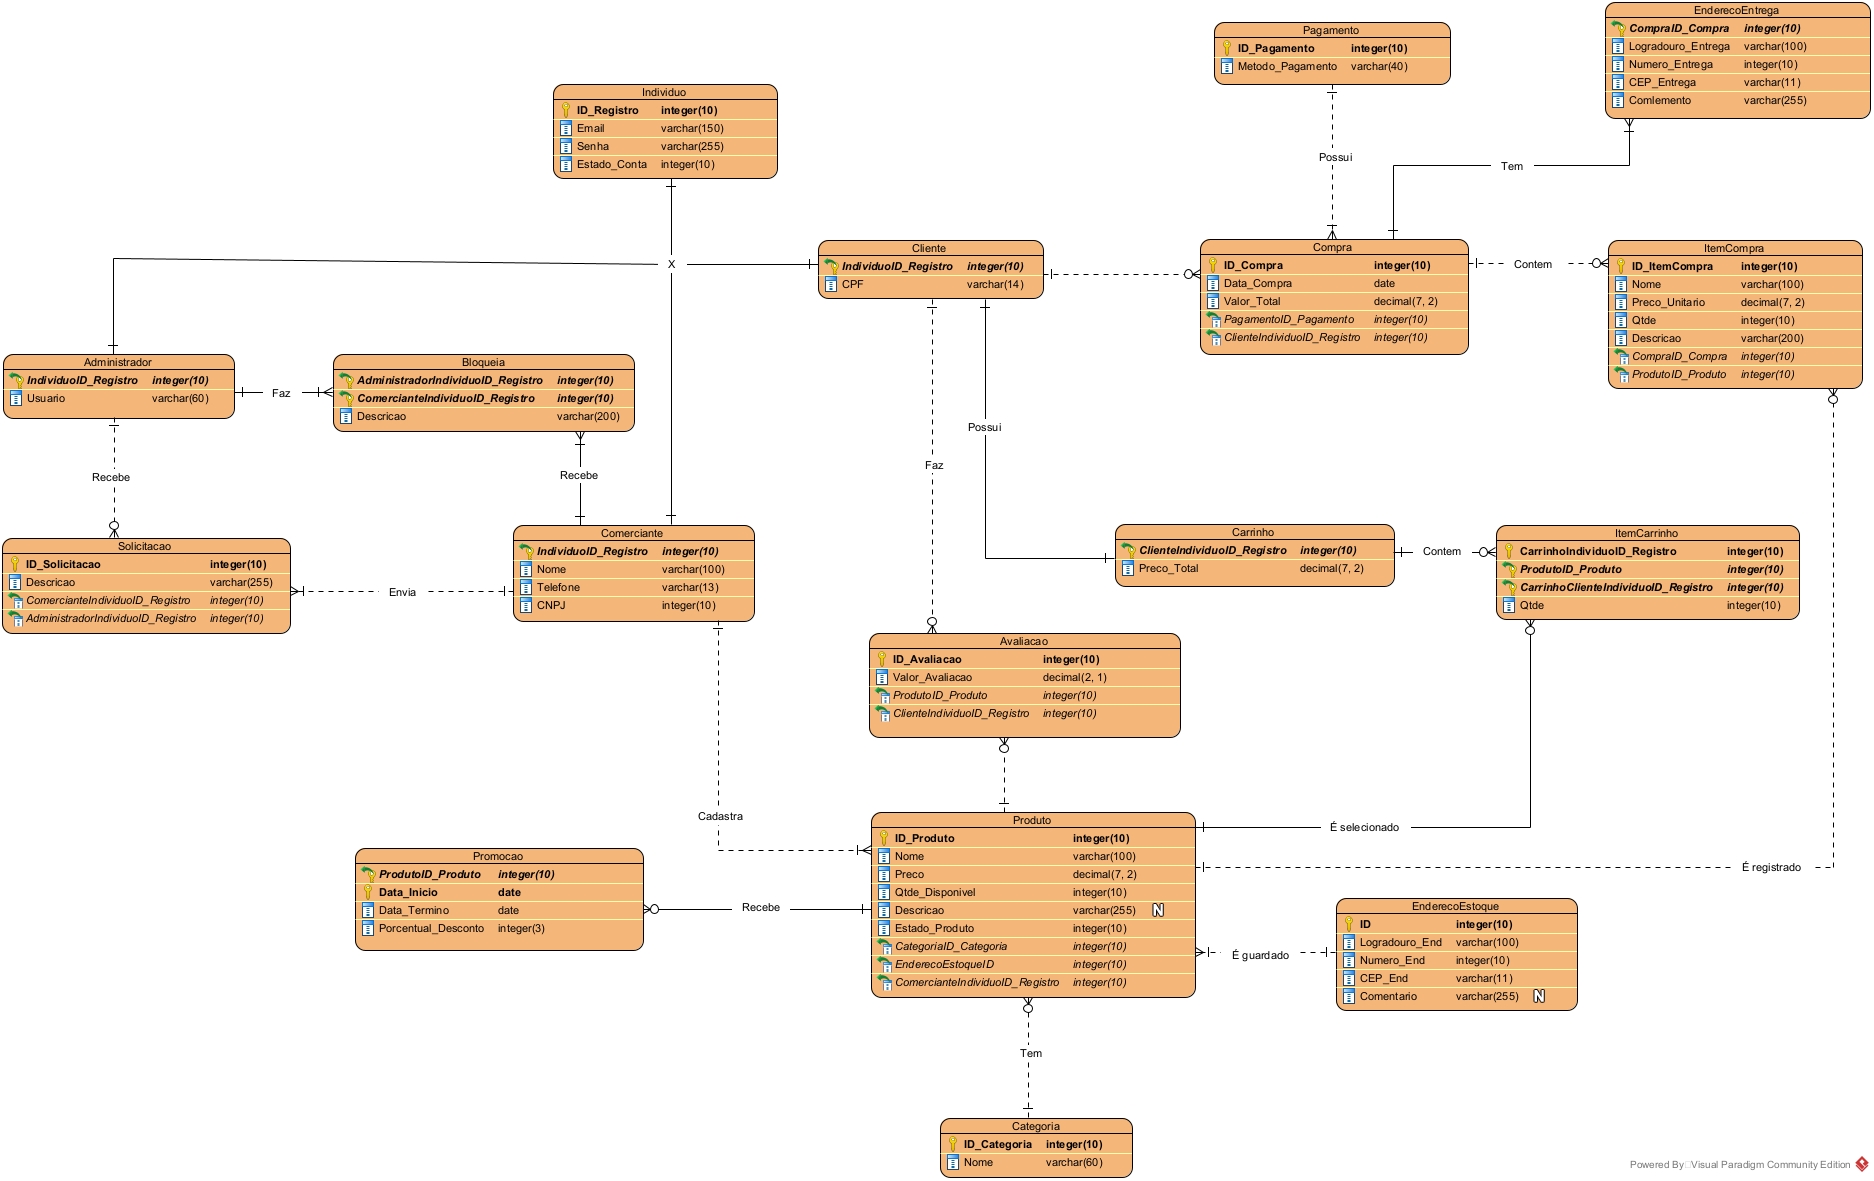 EnderecoEntrega
CompraID_Compra integer(10)
Logradouro_Entrega varchar(100)
Numero_Entrega integer(10)
CEP_Entrega varchar(11)
Comlemento varchar(255)
Pagamento
ID_Pagamento integer(10)
Metodo_Pagamento varchar(40)
Individuo
ID_Registro integer(10)
Email varchar(150)
Senha varchar(255)
Estado_Conta integer(10)
Possui
Tem
X
Cliente
IndividuoID_Registro integer(10)
CPF varchar(14)
Compra
ID_Compra integer(10)
Data_Compra date
Valor_Total decimal(7, 2)
PagamentoID_Pagamento integer(10)
ClienteIndividuoID_Registro integer(10)
Contem
ItemCompra
ID_ItemCompra integer(10)
Nome varchar(100)
Preco_Unitario decimal(7, 2)
Qtde integer(10)
Descricao varchar(200)
CompraID_Compra integer(10)
ProdutoID_Produto integer(10)
Administrador
IndividuoID_Registro integer(10)
Usuario varchar(60)
Faz
Bloqueia
AdministradorIndividuoID_Registro integer(10)
ComercianteIndividuoID_Registro integer(10)
Descricao varchar(200)
Possui
Recebe
Recebe
Faz
Solicitacao
ID_Solicitacao integer(10)
Descricao varchar(255)
ComercianteIndividuoID_Registro integer(10)
AdministradorIndividuoID_Registro integer(10)
Envia
Comerciante
IndividuoID_Registro integer(10)
Nome varchar(100)
Telefone varchar(13)
CNPJ integer(10)
Carrinho
ClienteIndividuoID_Registro integer(10)
Preco_Total decimal(7, 2)
Contem
ItemCarrinho
CarrinhoIndividuoID_Registro integer(10)
ProdutoID_Produto integer(10)
CarrinhoClienteIndividuoID_Registro integer(10)
Qtde integer(10)
Avaliacao
ID_Avaliacao integer(10)
Valor_Avaliacao decimal(2, 1)
ProdutoID_Produto integer(10)
ClienteIndividuoID_Registro integer(10)
Cadastra
Produto
ID_Produto integer(10)
Nome varchar(100)
Preco decimal(7, 2)
Qtde_Disponivel integer(10)
Descricao varchar(255) N
Estado_Produto integer(10)
CategoriaID_Categoria integer(10)
EnderecoEstoqueID integer(10)
ComercianteIndividuoID_Registro integer(10)
É selecionado
É registrado
Promocao
ProdutoID_Produto integer(10)
Data_Inicio date
Data_Termino date
Porcentual_Desconto integer(3)
Recebe
É guardado
EnderecoEstoque
ID integer(10)
Logradouro_End varchar(100)
Numero_End integer(10)
CEP_End varchar(11)
Comentario varchar(255) N
Tem
Categoria
ID_Categoria integer(10)
Nome varchar(60)
Powered By Visual Paradigm Community Edition